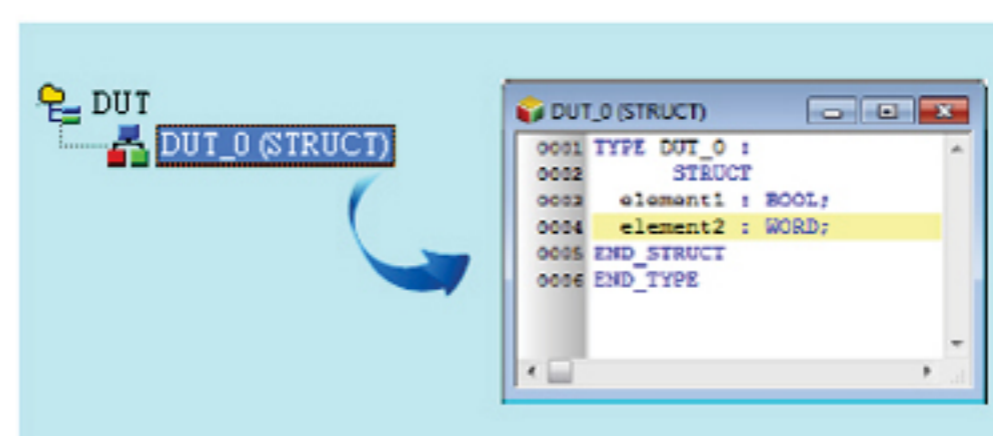 DUT
DUT_0 (STRUCT)
DUT_0 (STRUCT)
0001 TYPE DUT_0 :
0002 STRUCT
0003 element1 : BOOL;
0004 element2 : WORD;
0005 END_STRUCT
0006 END_TYPE